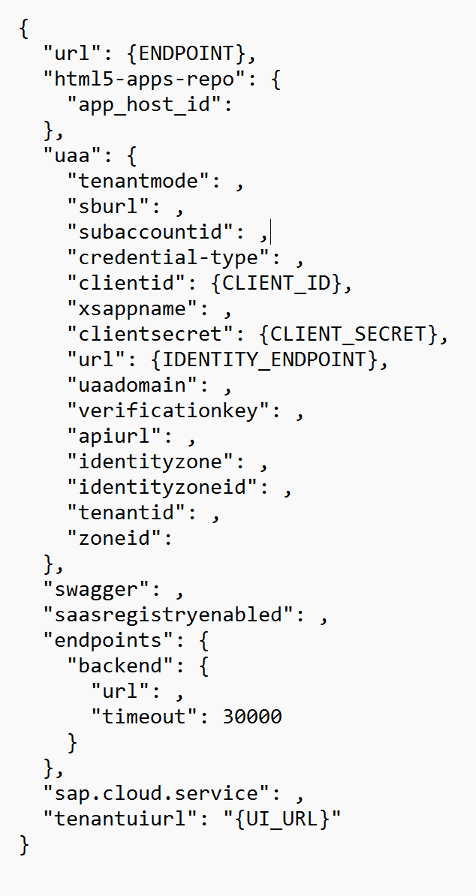 {
  "url": {ENDPOINT},
  "html5-apps-repo": {
    "app_host_id":
  },
  "uaa": {
    "tenantmode": ,
    "sburl": ,
    "subaccountid": ,
    "credential-type": ,
    "clientid": {CLIENT_ID},
    "xsappname": ,
    "clientsecret": {CLIENT_SECRET},
    "url": {IDENTITY_ENDPOINT},
    "uaadomain": ,
    "verificationkey": ,
    "apiurl": ,
    "identityzone": ,
    "identityzoneid": ,
    "tenantid": ,
    "zoneid":
  },
  "swagger": ,
  "saasregistryenabled": ,
  "endpoints": {
    "backend": {
      "url": ,
      "timeout": 30000
    }
  },
  "sap.cloud.service": ,
  "tenantuiurl": "{UI_URL}"
}